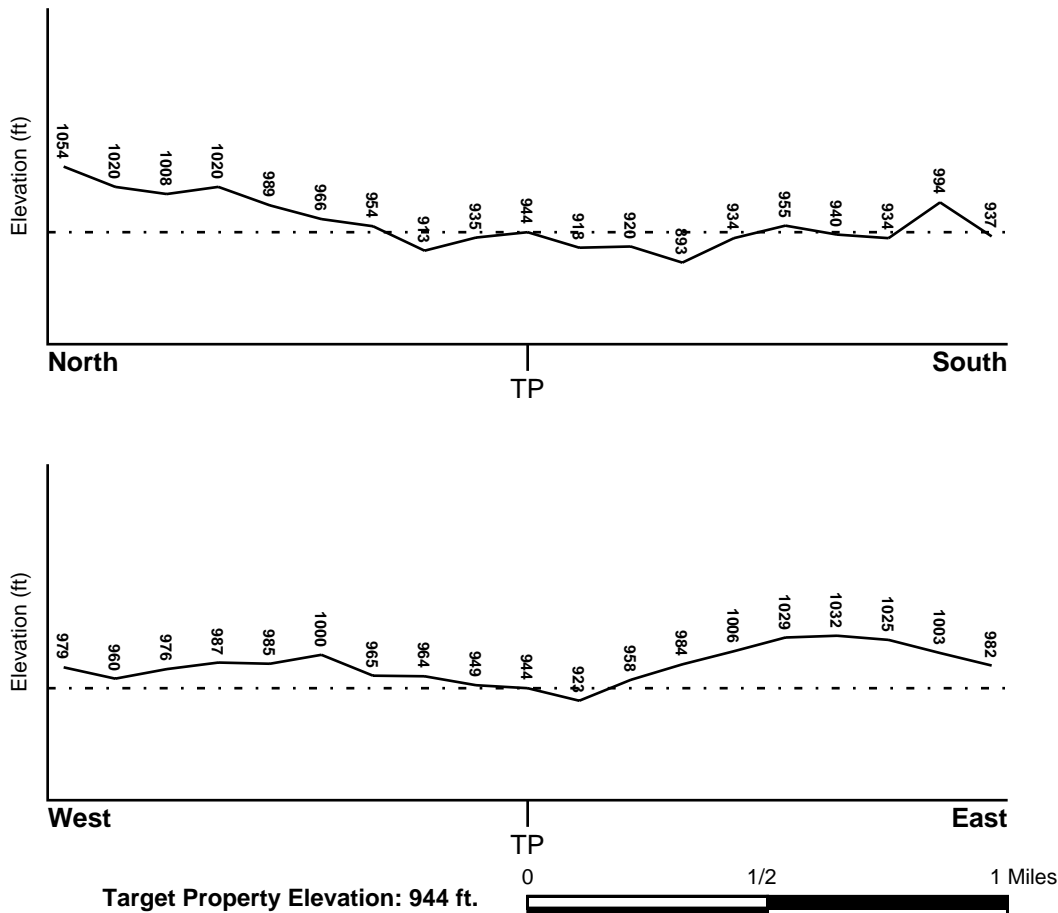 Elevation (ft)
1054 1020 1008 1020 989 966 954 913 935 944 918 920 893 934 955 940 934 994 937
North South
TP
Elevation (ft)
979 960 976 987 985 1000 965 964 949 944 923 958 984 1006 1029 1032 1025 1003 982
West East
TP
Target Property Elevation: 944 ft.
0 1/2 1 Miles